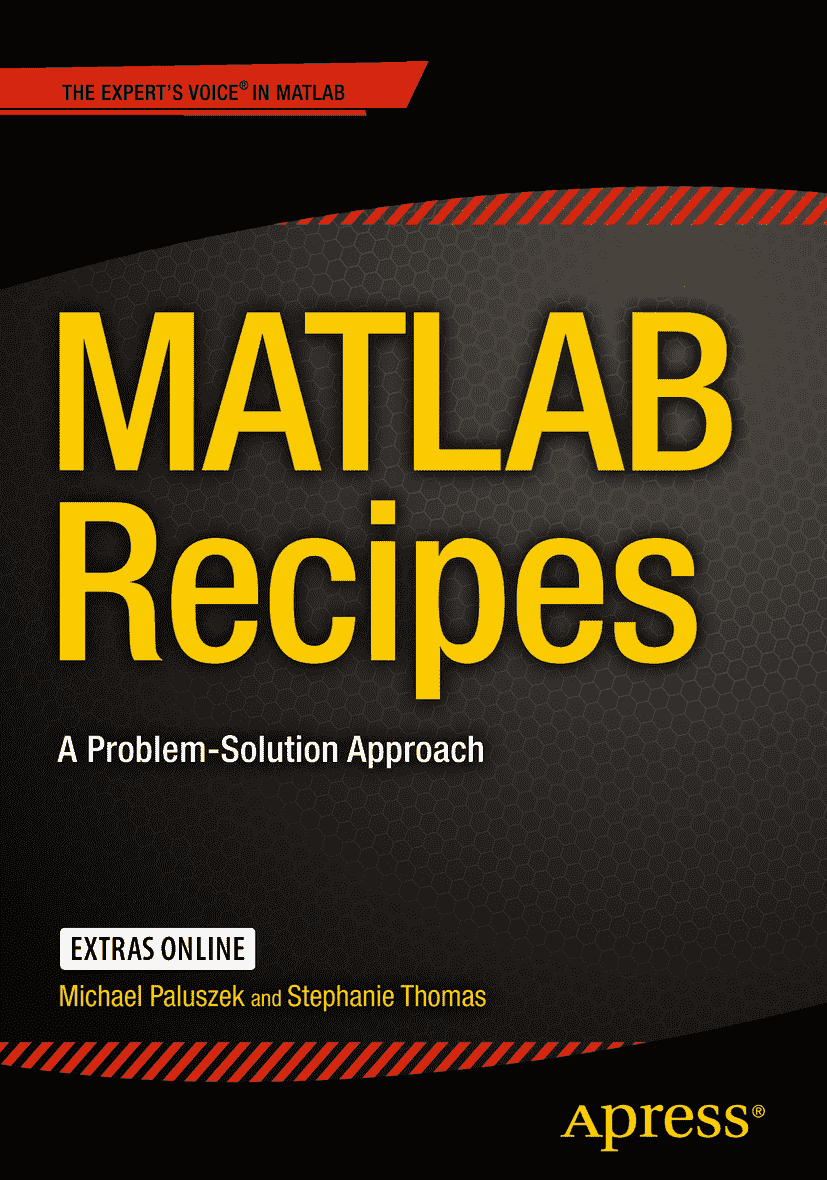 THE EXPERT'S VOICE® IN MATLAB
MATLAB
Recipes
A Problem-Solution Approach
EXTRAS ONLINE
Michael Paluszek and Stephanie Thomas
Apress®